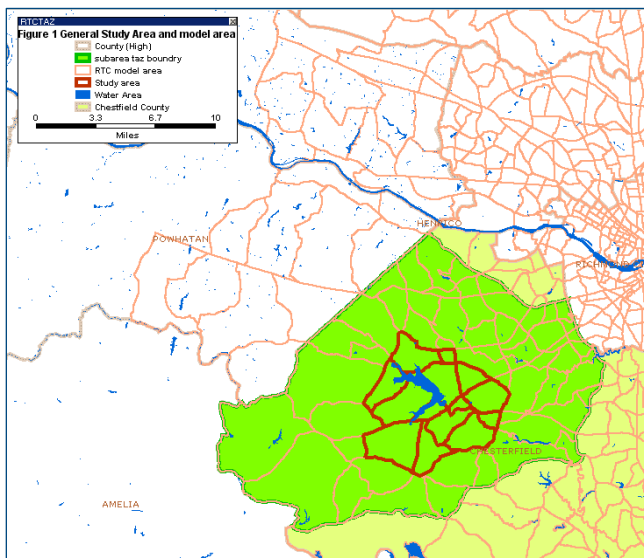 RTCTAZ
Figure 1 General Study Area and model area
County (High)
subarea taz boundry
RTC model area
Study area
Water Area
Chestfield County
0 3.3 6.7 10
Miles
HENRICO
POWHATAN
RICHMOND
CHESTERFIELD
AMELIA